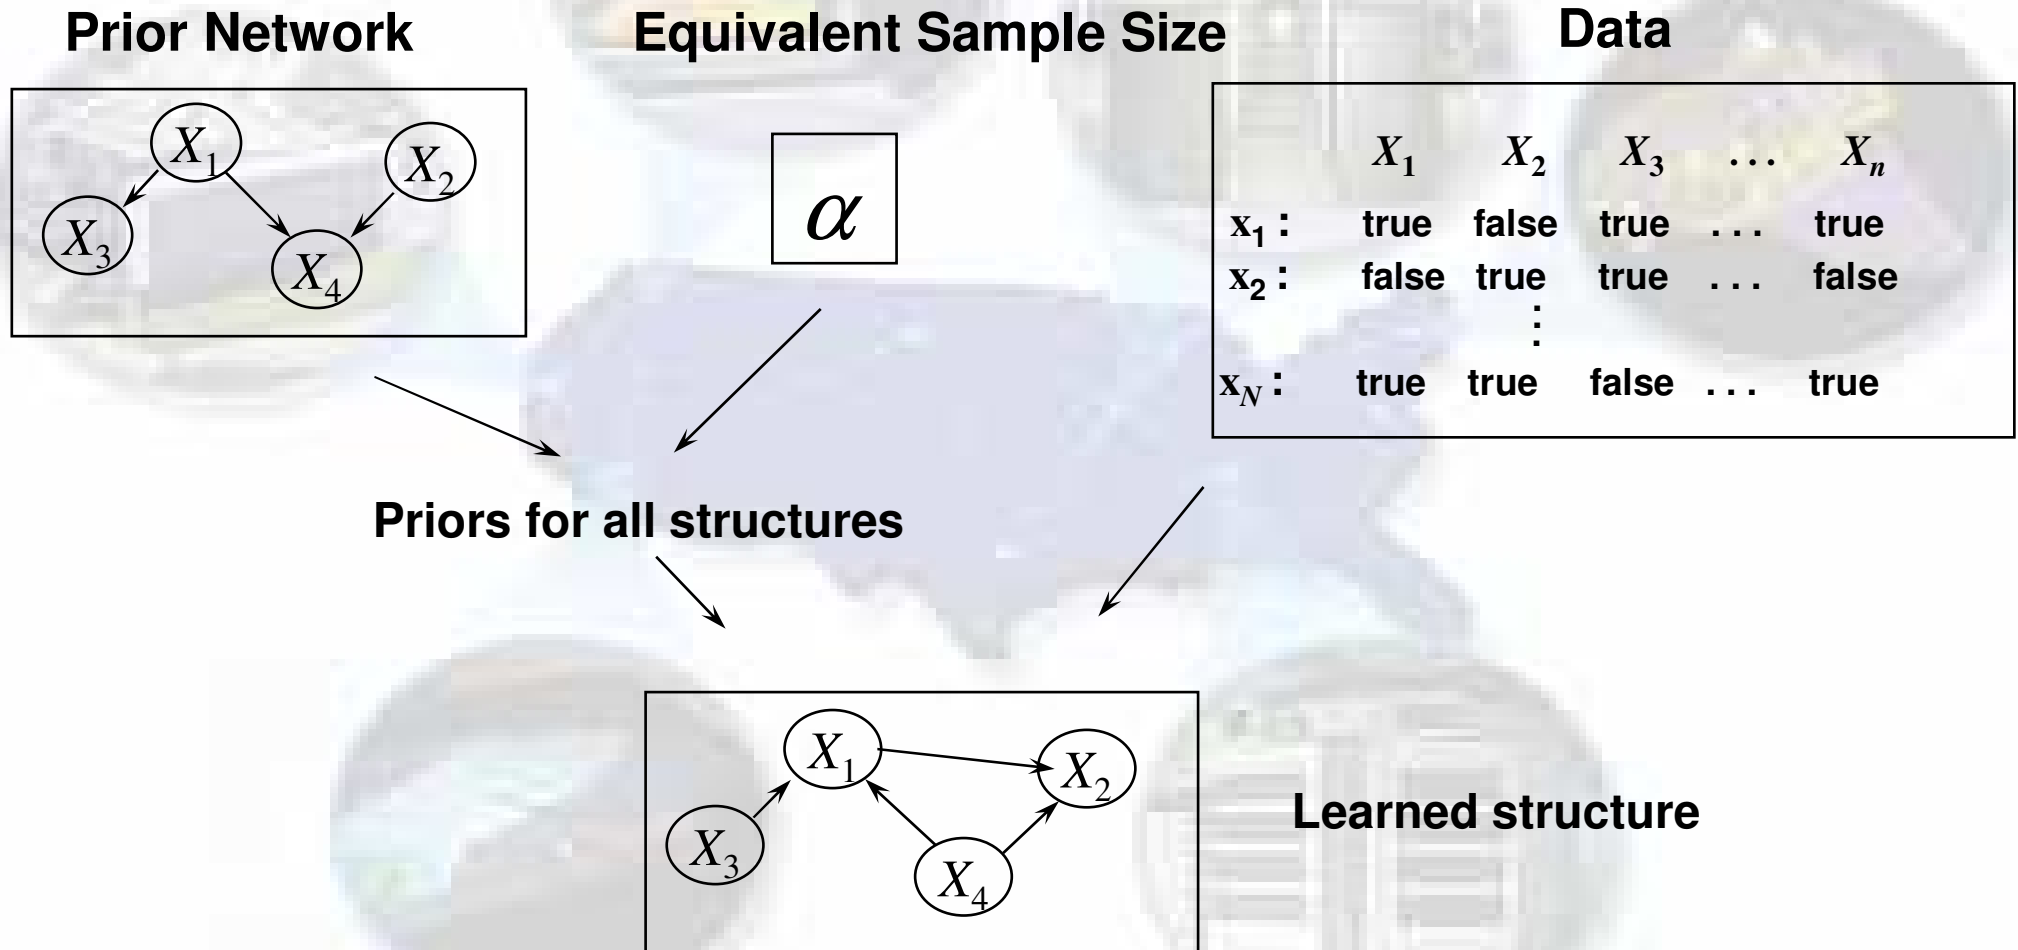 Prior Network
Equivalent Sample Size
Data
X1
X2
X3
X4
α
X1 X2 X3 ... Xn
x1 : true false true ... true
x2 : false true true ... false
⋮
xN : true true false ... true
Priors for all structures
X1
X2
X3
X4
Learned structure